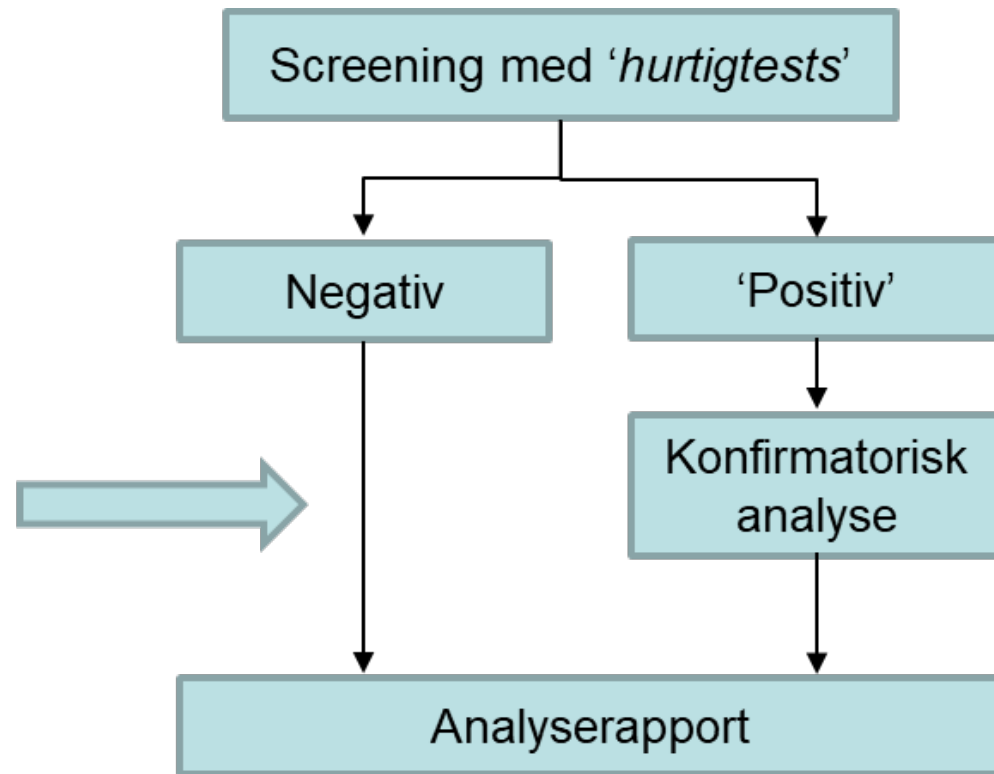 Screening med ‘hurtigtests’
Negativ
‘Positiv’
Konfirmatorisk
analyse
Analyserapport